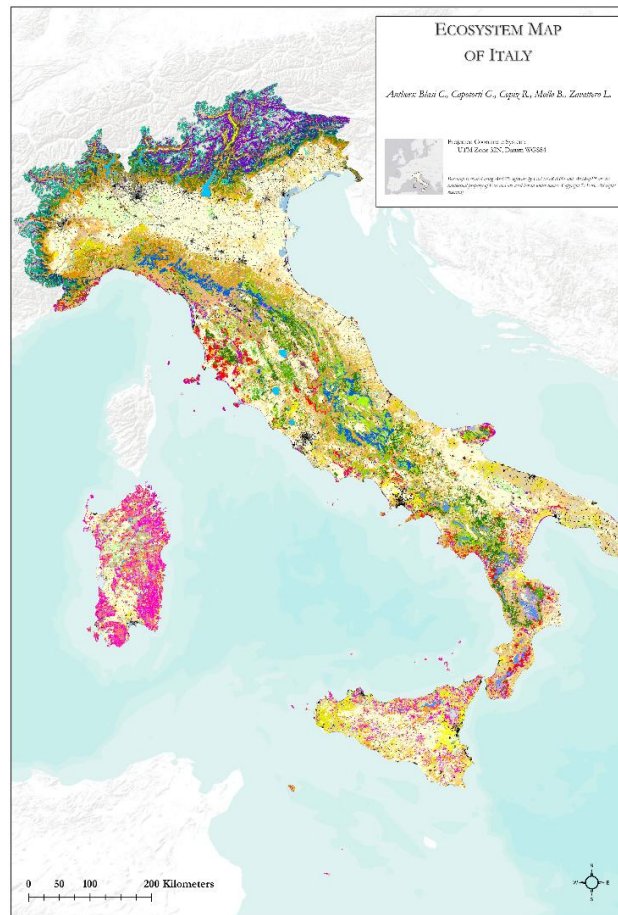 ECOSYSTEM MAP
OF ITALY
Authors: Blasi C., Capotorti G., Copiz R., Mollo B., Zavattero L.
Projected Coordinate System:
UTM Zone 32N, Datum WGS84
0 50 100 200 Kilometers
N
W E
S